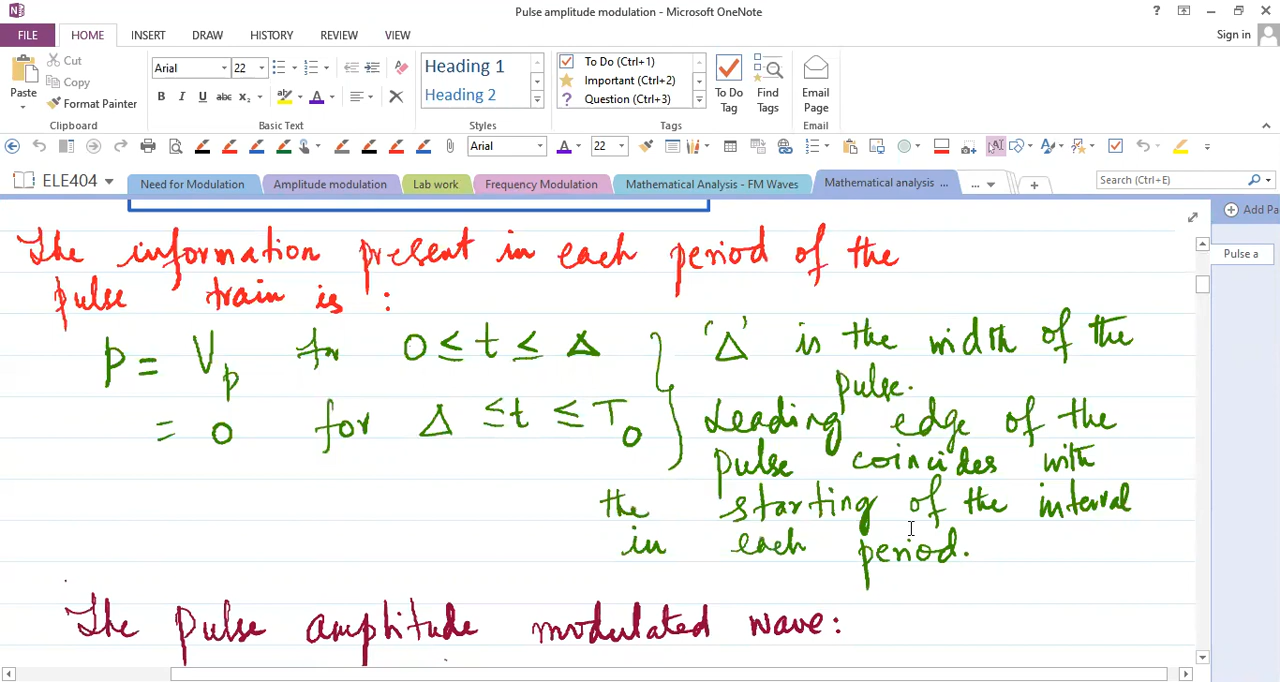 Pulse amplitude modulation - Microsoft OneNote
?
Sign in
FILE HOME INSERT DRAW HISTORY REVIEW VIEW
Paste
Cut
Copy
Format Painter
Clipboard
Arial 22
B I U abc X₂ A
Basic Text
Heading 1
Heading 2
Styles
To Do (Ctrl+1)
Important (Ctrl+2)
? Question (Ctrl+3)
To Do Tag
Find Tags
Tags
Email Page
Email
Arial A 22
ELE404
Need for Modulation
Amplitude modulation
Lab work
Frequency Modulation
Mathematical Analysis - FM Waves
Mathematical analysis ...
...
Search (Ctrl+E)
Add Pa
Pulse a
The information present in each period of the
pulse train is :
p = Vp for 0 ≤ t ≤ Δ } 'Δ' is the width of the
pulse.
= 0 for Δ ≤ t ≤ T₀ Leading edge of the
pulse coincides with
the starting of the interval
in each period.
The pulse amplitude modulated wave: